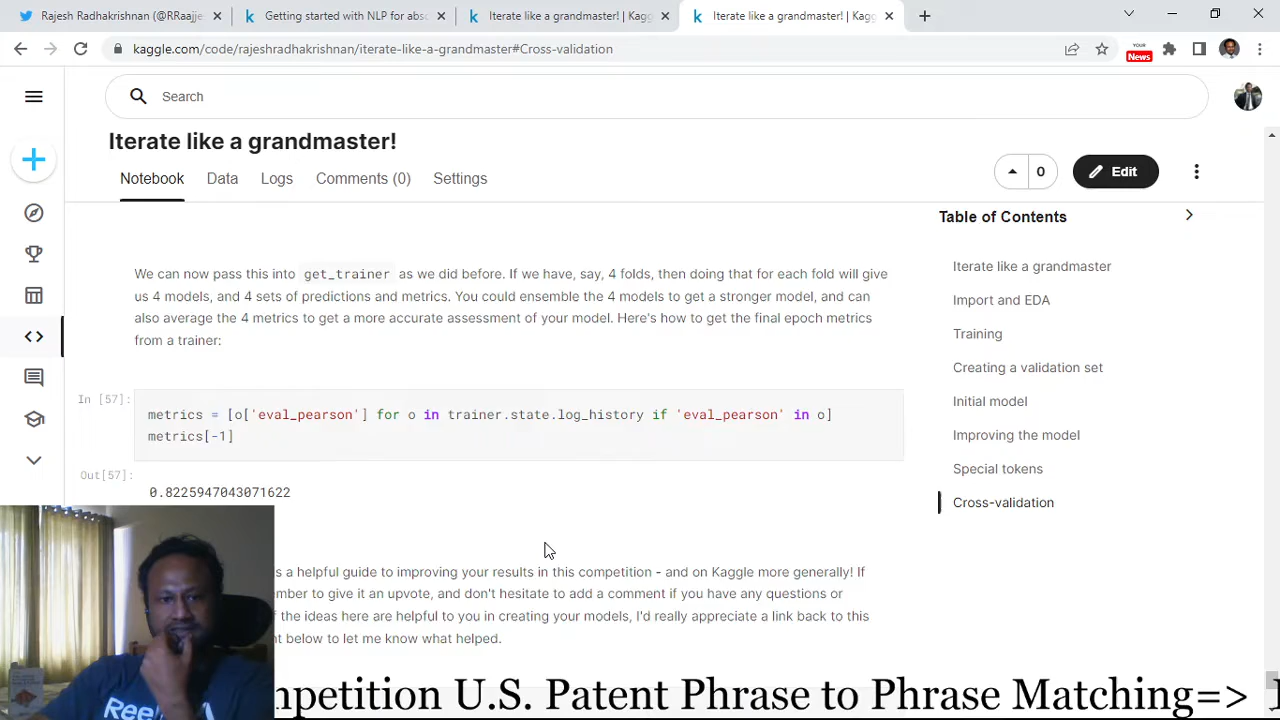 Rajesh Radhakrishnan (@RRaajje
Getting started with NLP for abso
Iterate like a grandmaster! | Kagg
Iterate like a grandmaster! | Kagg
kaggle.com/code/rajeshradhakrishnan/iterate-like-a-grandmaster#Cross-validation
YOUR
News
Search
Iterate like a grandmaster!
Notebook
Data
Logs
Comments (0)
Settings
0
Edit
Table of Contents
Iterate like a grandmaster
Import and EDA
Training
Creating a validation set
Initial model
Improving the model
Special tokens
Cross-validation
We can now pass this into get_trainer as we did before. If we have, say, 4 folds, then doing that for each fold will give
us 4 models, and 4 sets of predictions and metrics. You could ensemble the 4 models to get a stronger model, and can
also average the 4 metrics to get a more accurate assessment of your model. Here's how to get the final epoch metrics
from a trainer:
In [57]:
metrics = [o['eval_pearson'] for o in trainer.state.log_history if 'eval_pearson' in o]
metrics[-1]
Out[57]:
0.8225947043071622
s a helpful guide to improving your results in this competition - and on Kaggle more generally! If
mber to give it an upvote, and don't hesitate to add a comment if you have any questions or
f the ideas here are helpful to you in creating your models, I'd really appreciate a link back to this
t below to let me know what helped.
mpetition U.S. Patent Phrase to Phrase Matching=>